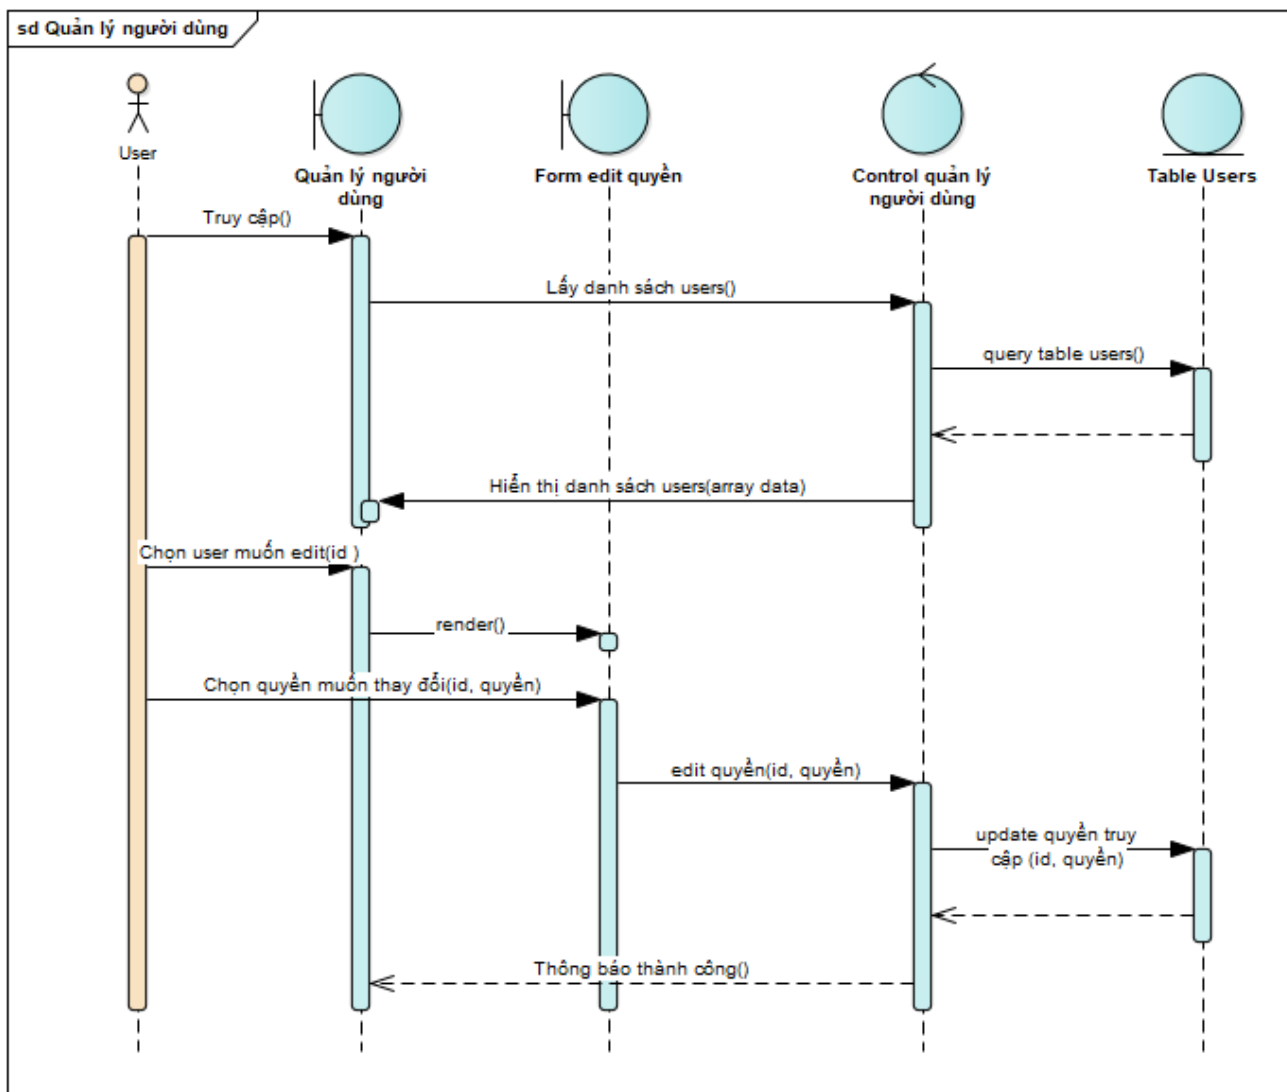 sd Quản lý người dùng
User
Quản lý người
dùng
Form edit quyền
Control quản lý
người dùng
Table Users
Truy cập()
Lấy danh sách users()
query table users()
Hiển thị danh sách users(array data)
Chọn user muốn edit(id )
render()
Chọn quyền muốn thay đổi(id, quyền)
edit quyền(id, quyền)
update quyền truy
cập (id, quyền)
Thông báo thành công()